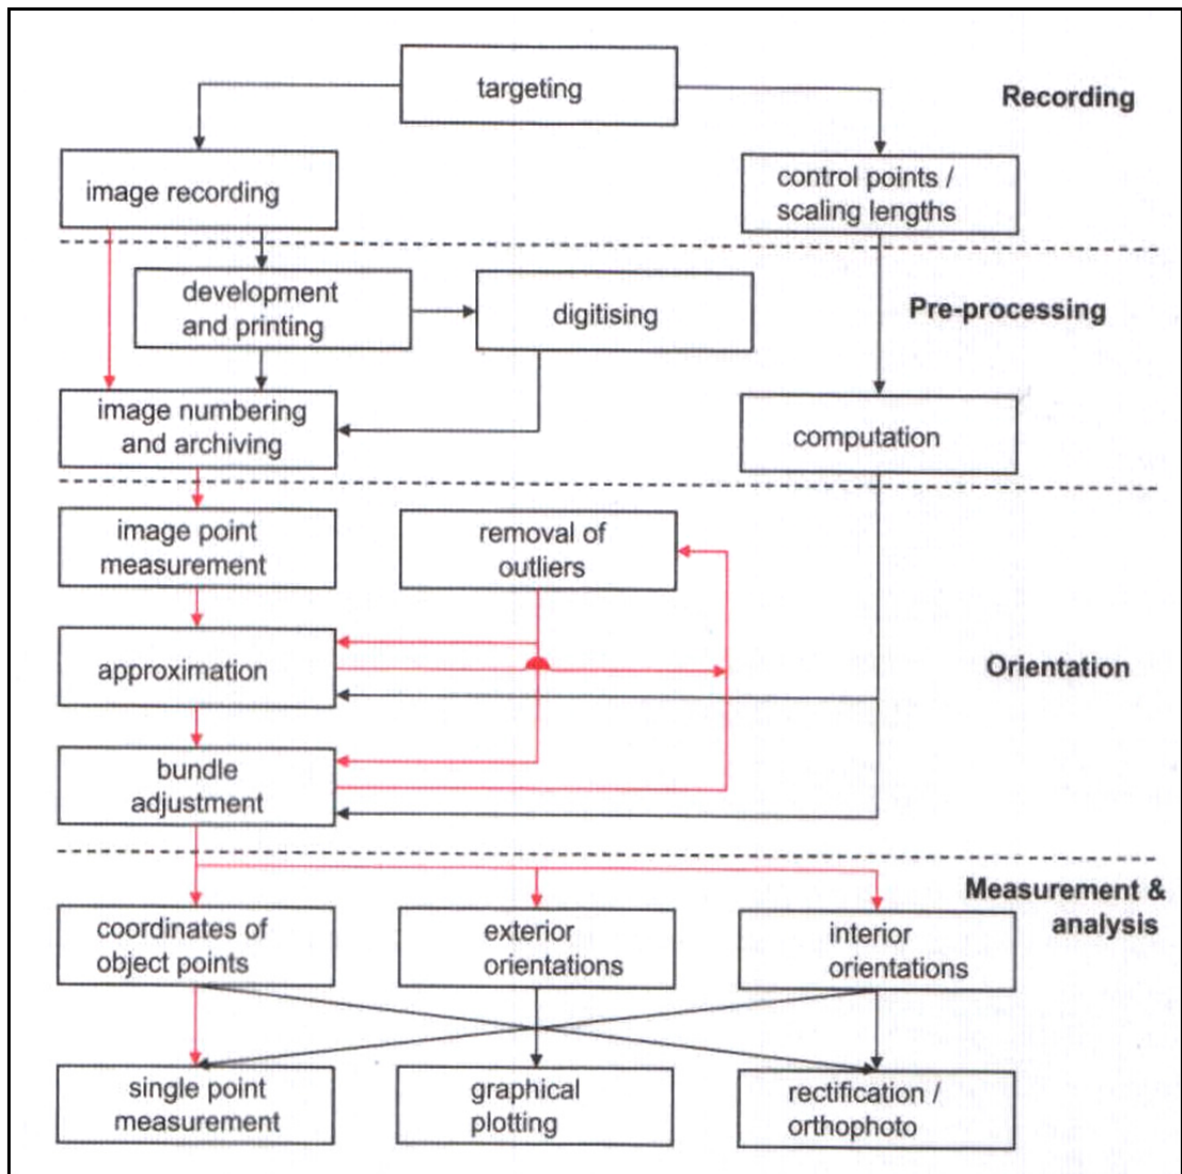 targeting
Recording
image recording
control points /
scaling lengths
development
and printing
digitising
Pre-processing
image numbering
and archiving
computation
image point
measurement
removal of
outliers
approximation
Orientation
bundle
adjustment
Measurement &
analysis
coordinates of
object points
exterior
orientations
interior
orientations
single point
measurement
graphical
plotting
rectification /
orthophoto